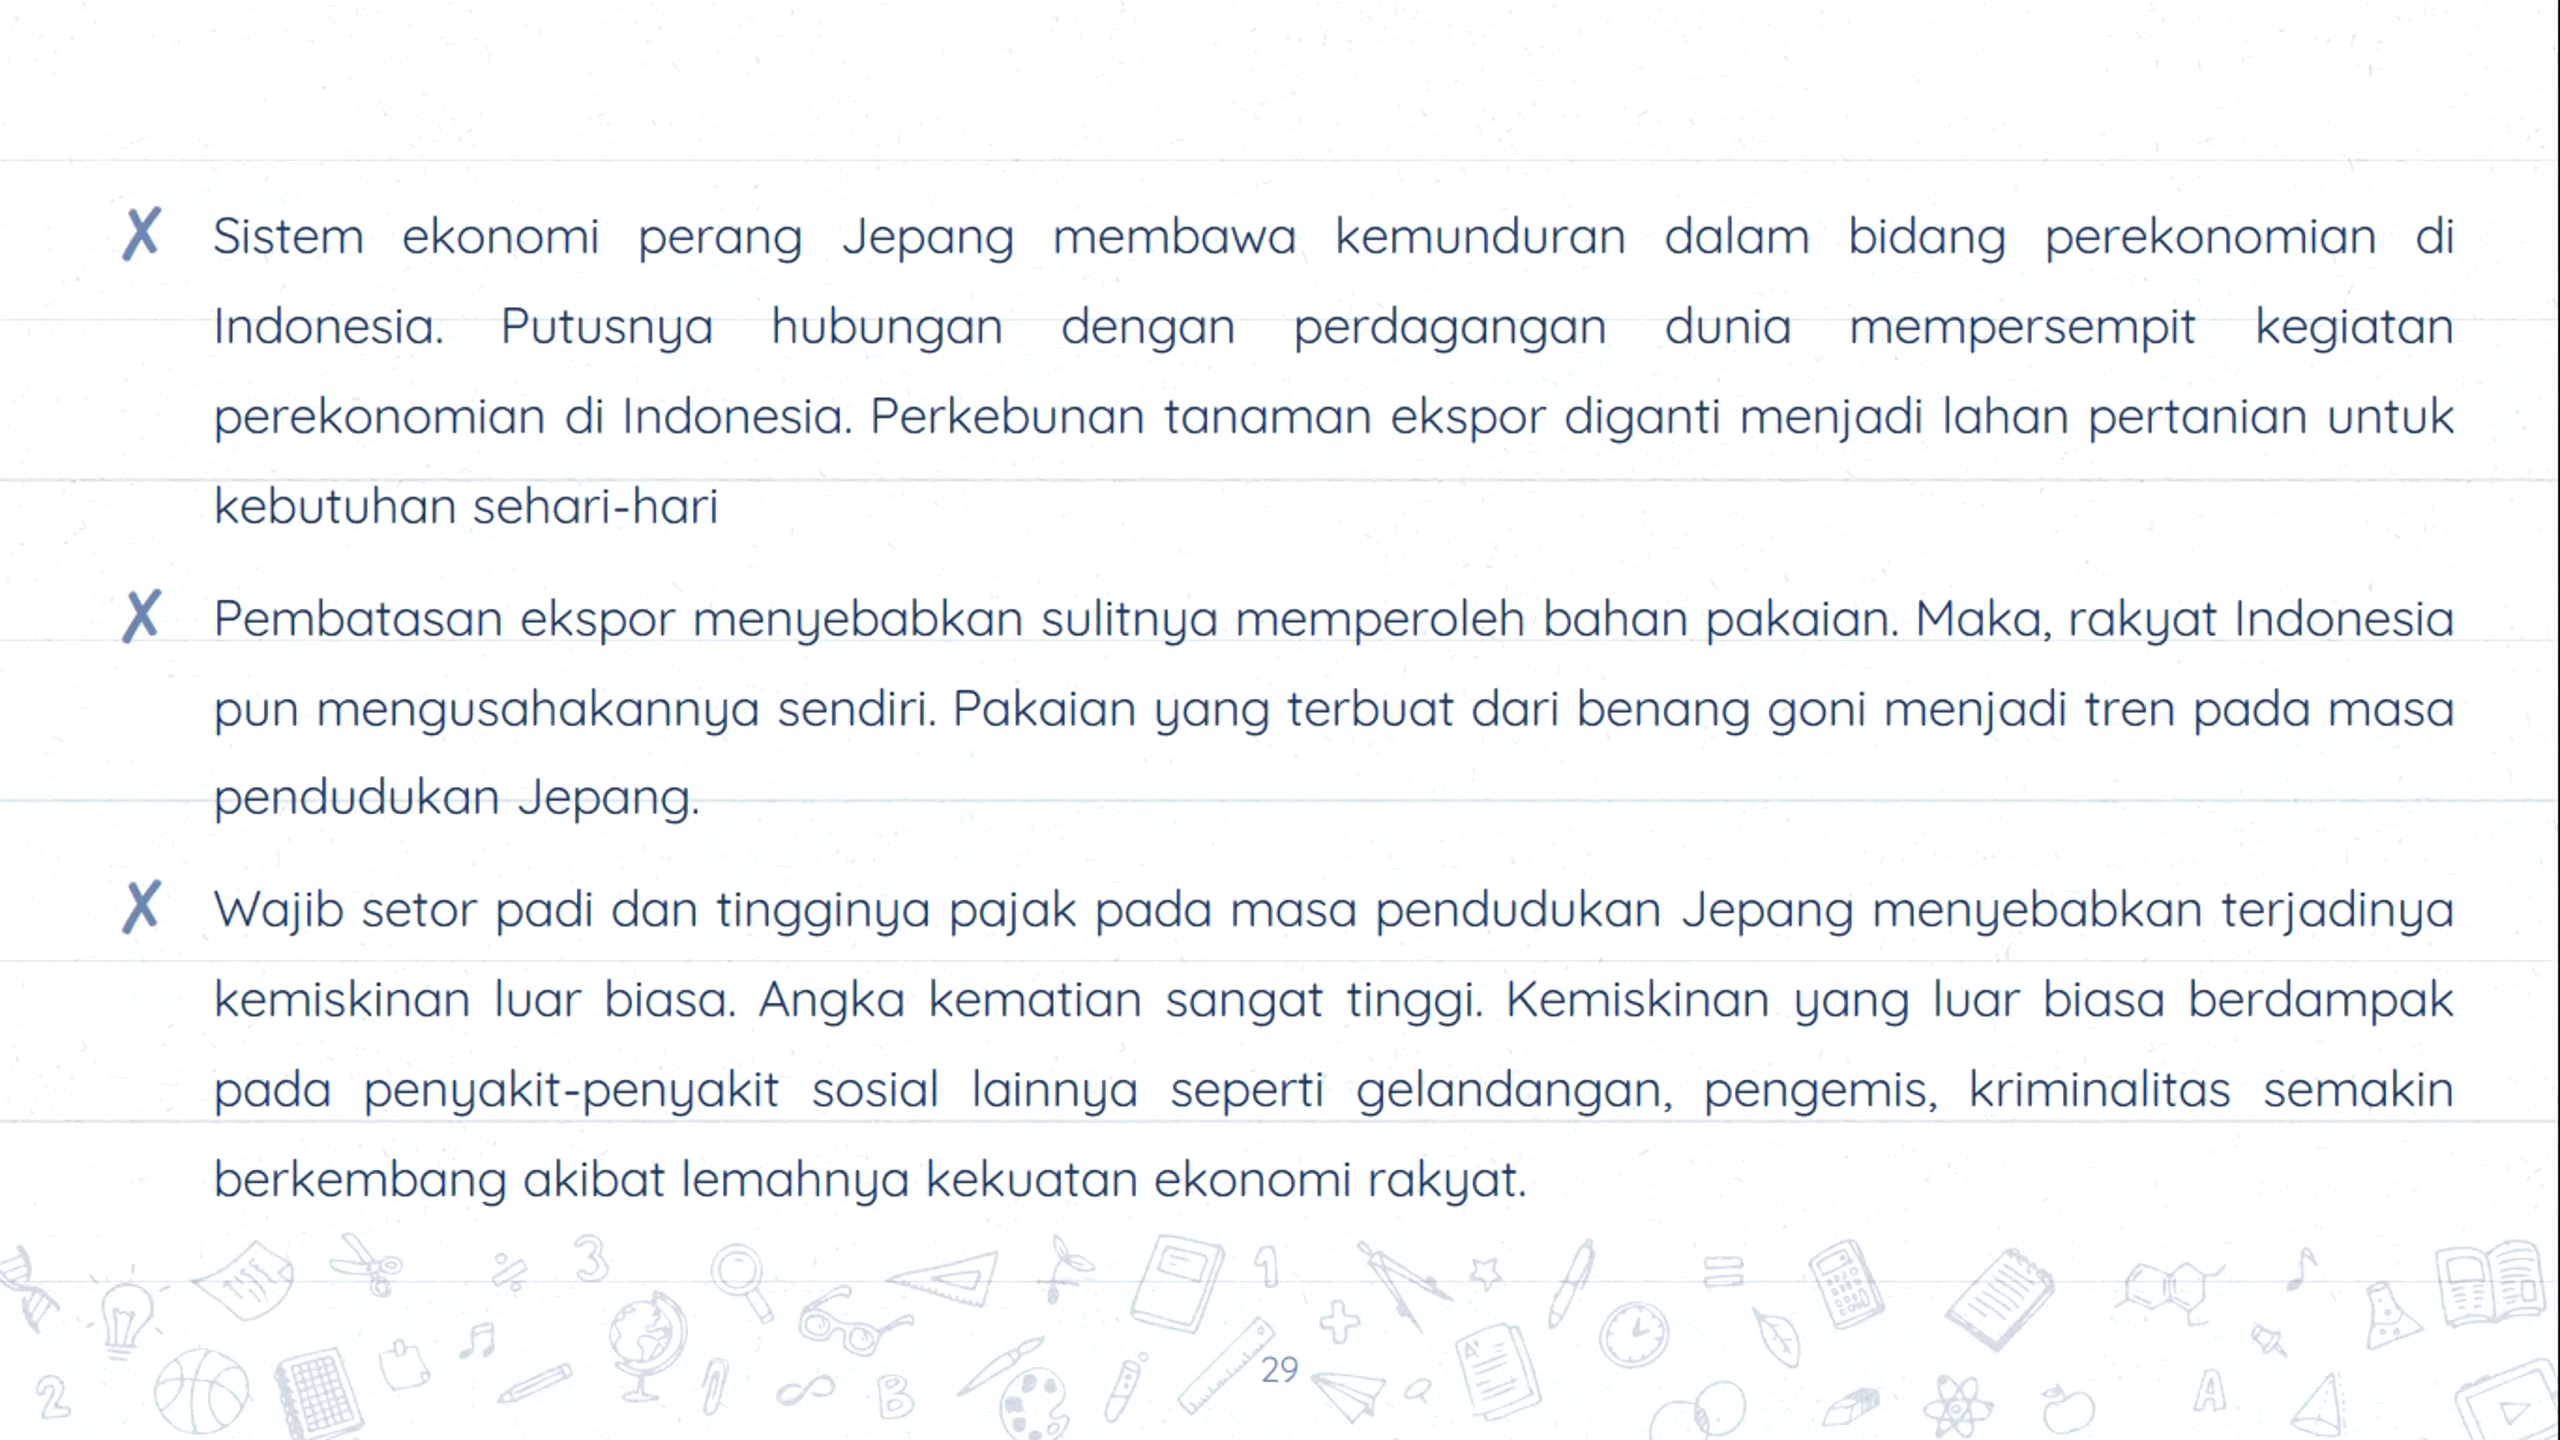 ✗ Sistem ekonomi perang Jepang membawa kemunduran dalam bidang perekonomian di
Indonesia. Putusnya hubungan dengan perdagangan dunia mempersempit kegiatan
perekonomian di Indonesia. Perkebunan tanaman ekspor diganti menjadi lahan pertanian untuk
kebutuhan sehari-hari
✗ Pembatasan ekspor menyebabkan sulitnya memperoleh bahan pakaian. Maka, rakyat Indonesia
pun mengusahakannya sendiri. Pakaian yang terbuat dari benang goni menjadi tren pada masa
pendudukan Jepang.
✗ Wajib setor padi dan tingginya pajak pada masa pendudukan Jepang menyebabkan terjadinya
kemiskinan luar biasa. Angka kematian sangat tinggi. Kemiskinan yang luar biasa berdampak
pada penyakit-penyakit sosial lainnya seperti gelandangan, pengemis, kriminalitas semakin
berkembang akibat lemahnya kekuatan ekonomi rakyat.
29